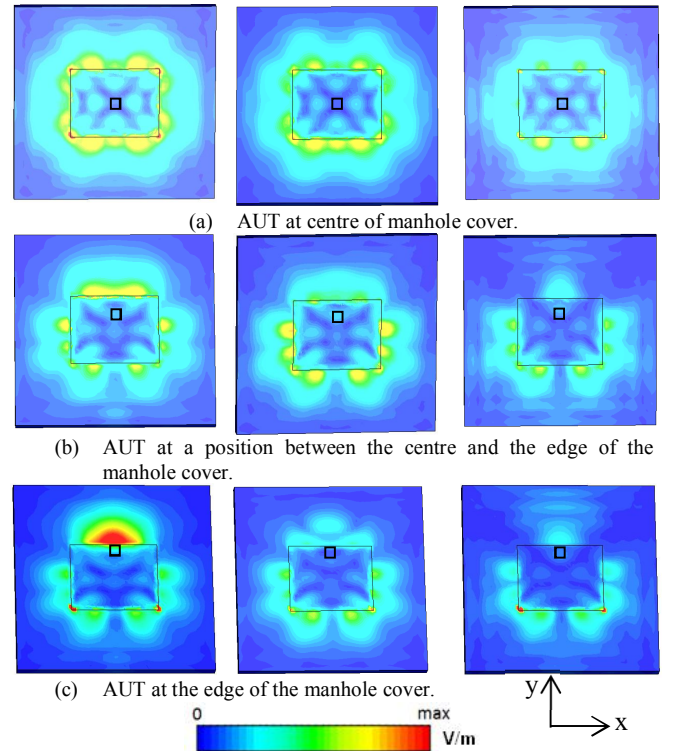 (a) AUT at centre of manhole cover.
(b) AUT at a position between the centre and the edge of the
manhole cover.
(c) AUT at the edge of the manhole cover.
y
x
0 max
V/m